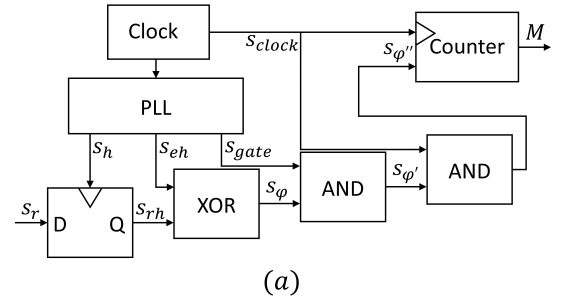 Clock
s_clock
s_φ''
Counter
M
PLL
s_h
s_eh
s_gate
s_r
D
Q
s_rh
XOR
s_φ
AND
s_φ'
AND
(a)